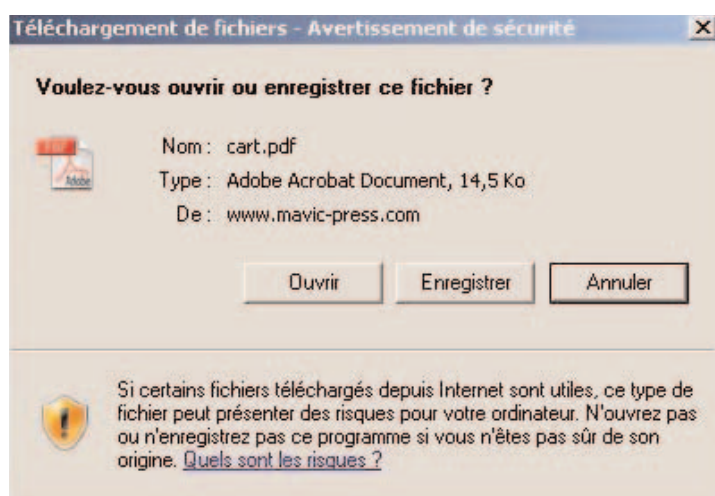 Téléchargement de fichiers - Avertissement de sécurité
Voulez-vous ouvrir ou enregistrer ce fichier ?
Nom : cart.pdf
Type : Adobe Acrobat Document, 14,5 Ko
De : www.mavic-press.com
Adobe
Ouvrir Enregistrer Annuler
Si certains fichiers téléchargés depuis Internet sont utiles, ce type de
fichier peut présenter des risques pour votre ordinateur. N'ouvrez pas
ou n'enregistrez pas ce programme si vous n'êtes pas sûr de son
origine. Quels sont les risques ?